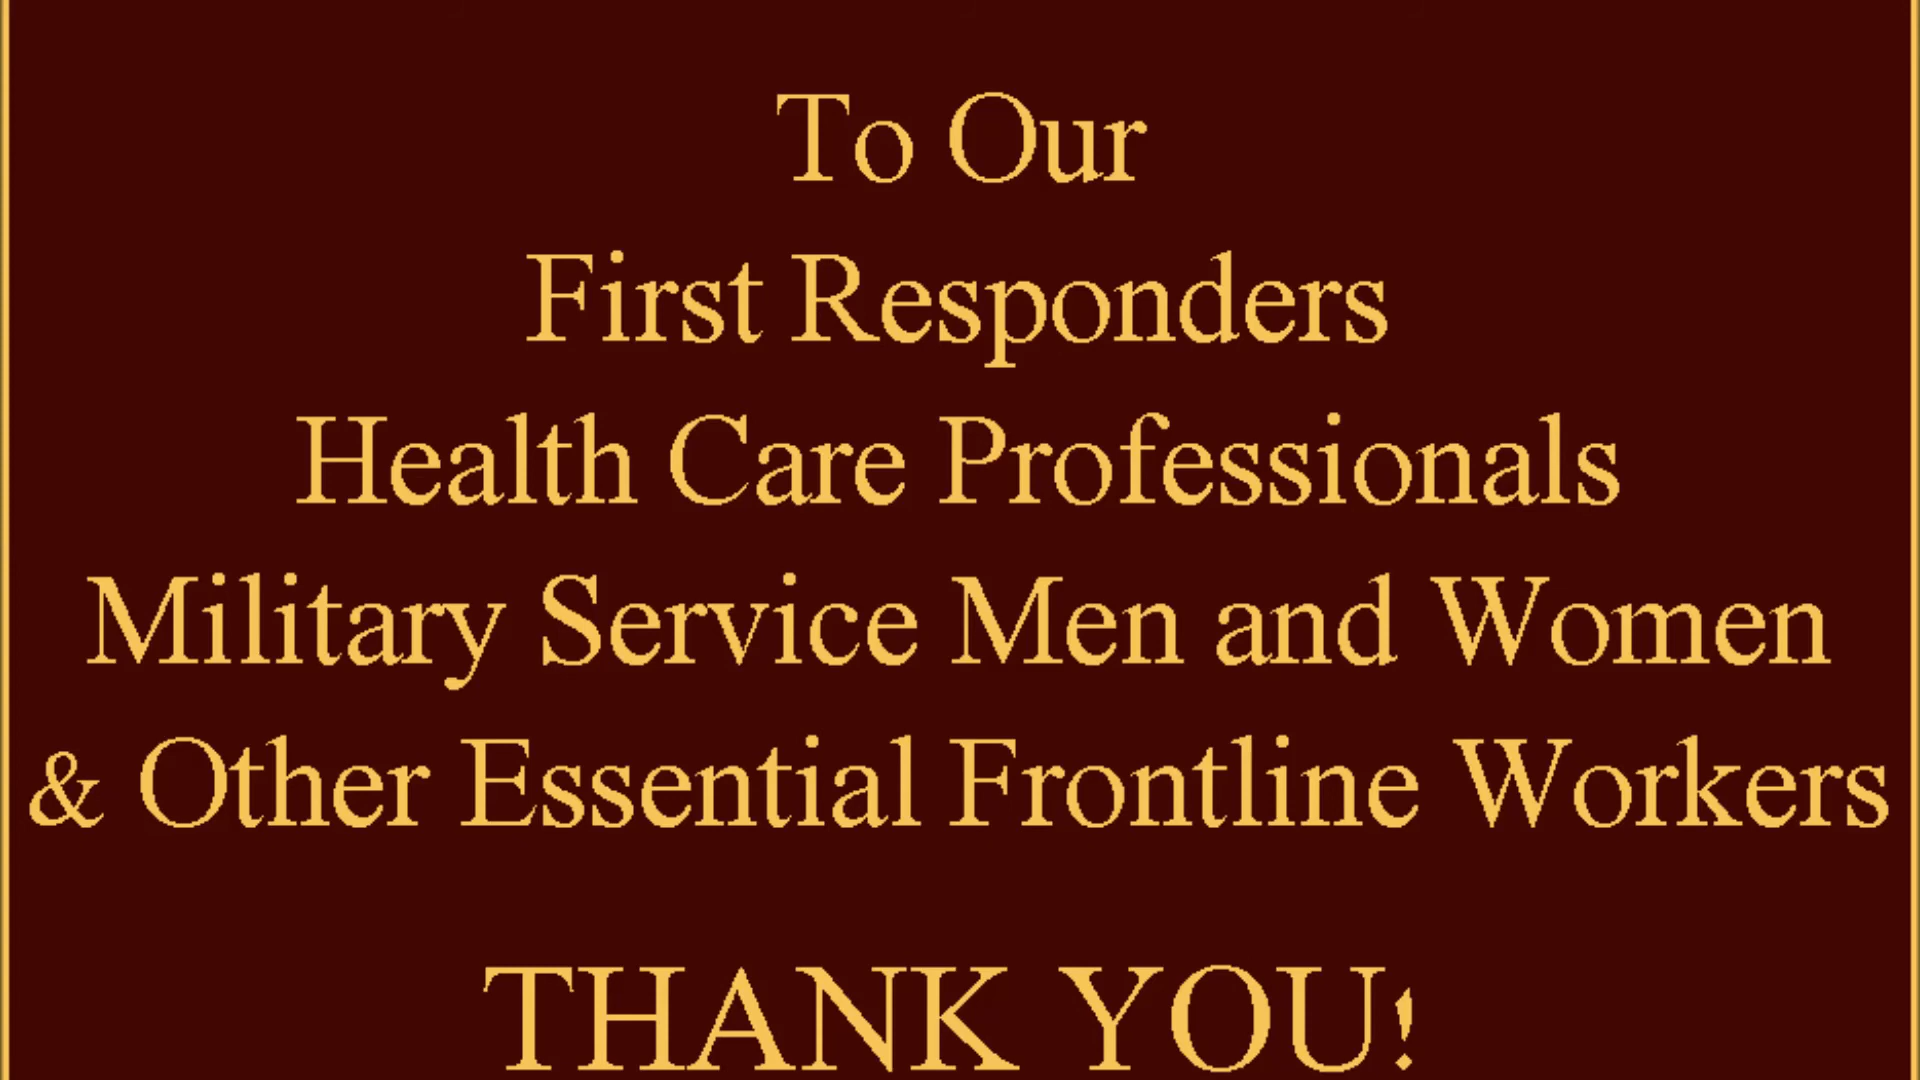 To Our
First Responders
Health Care Professionals
Military Service Men and Women
& Other Essential Frontline Workers
THANK YOU!